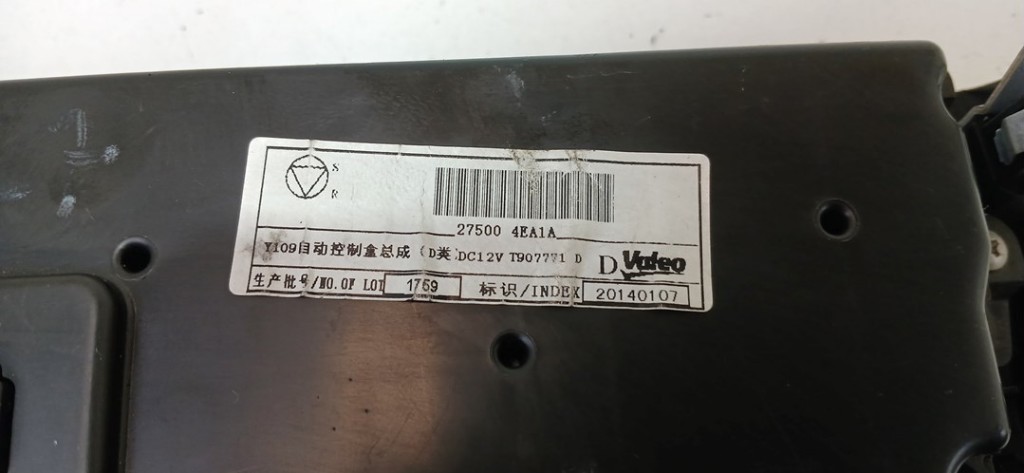 S
R
27500 4EA1A
Y109自动控制盒总成 (D类)DC12V T907771 D
D Valeo
生产批号/NO.OF LOT 1759 标识/INDEX 20140107